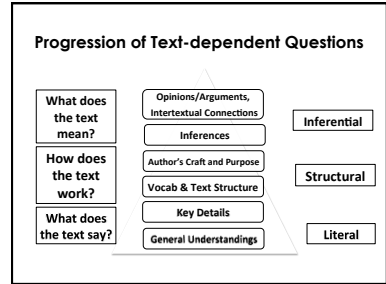 Progression of Text-dependent Questions
What does
the text
mean?
How does
the text
work?
What does
the text say?
Opinions/Arguments,
Intertextual Connections
Inferences
Author's Craft and Purpose
Vocab & Text Structure
Key Details
General Understandings
Inferential
Structural
Literal